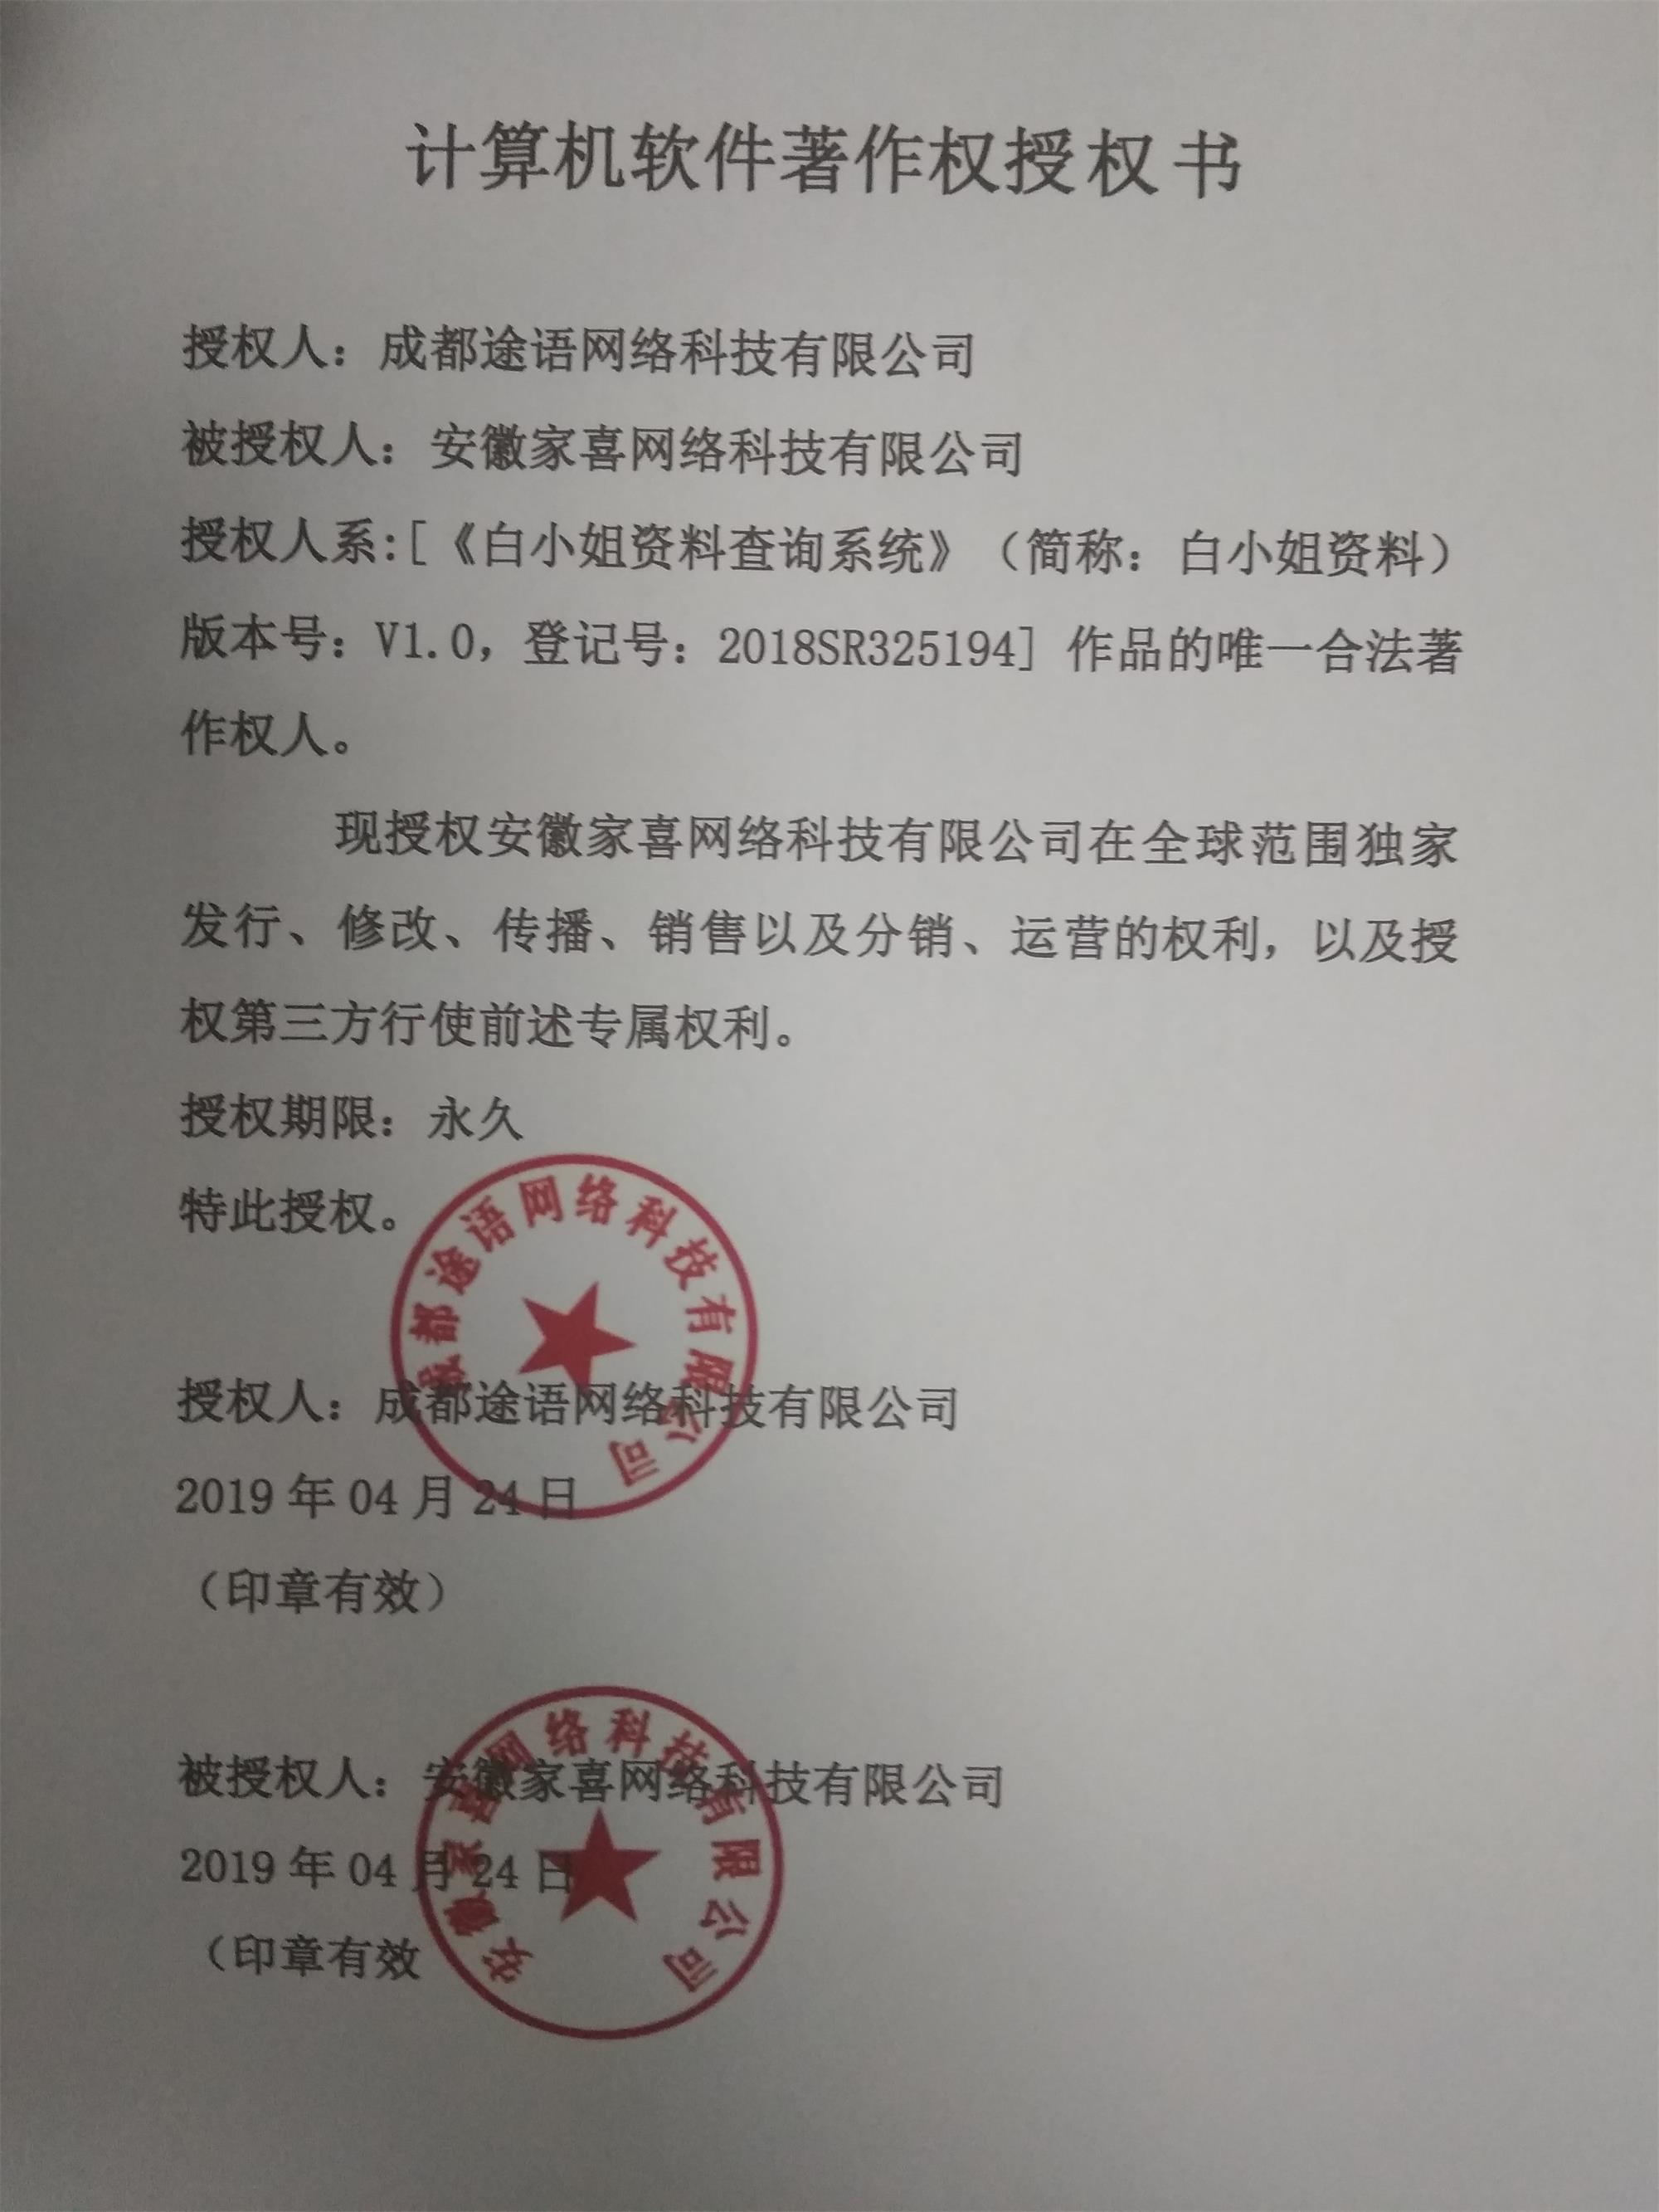 计算机软件著作权授权书
授权人：成都途语网络科技有限公司
被授权人：安徽家喜网络科技有限公司
授权人系:[《白小姐资料查询系统》（简称：白小姐资料）
版本号：V1.0，登记号：2018SR325194] 作品的唯一合法著
作权人。
现授权安徽家喜网络科技有限公司在全球范围独家
发行、修改、传播、销售以及分销、运营的权利，以及授
权第三方行使前述专属权利。
授权期限：永久
特此授权。
成都途语网络科技有限公司
授权人：成都途语网络科技有限公司
2019 年 04 月 24 日
（印章有效）
安徽家喜网络科技有限公司
被授权人：安徽家喜网络科技有限公司
2019 年 04 月 24 日
（印章有效